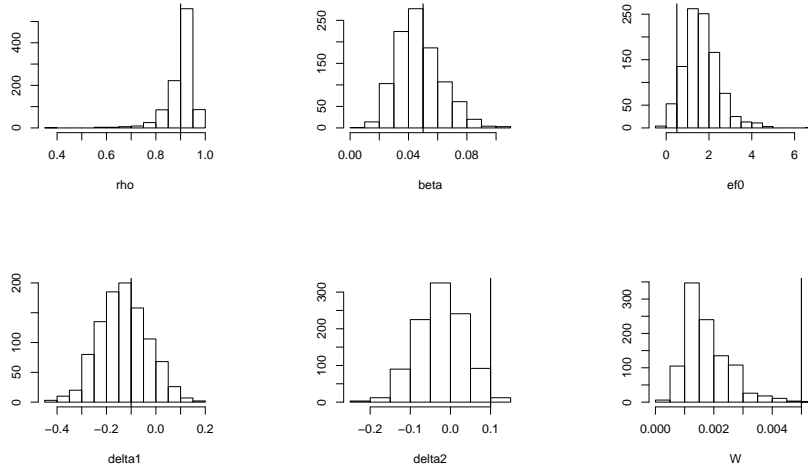 0 200 400
0.4 0.6 0.8 1.0
rho
0 50 150 250
0.00 0.04 0.08
beta
0 50 150 250
0 2 4 6
ef0
0 50 100 200
−0.4 −0.2 0.0 0.2
delta1
0 100 200 300
−0.2 −0.1 0.0 0.1
delta2
0 100 200 300
0.000 0.002 0.004
W